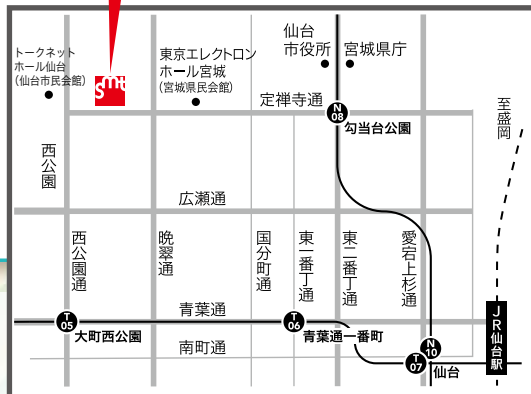 仙台
市役所
宮城県庁
トークネット
ホール仙台
(仙台市民会館)
smt
東京エレクトロン
ホール宮城
(宮城県民会館)
定禅寺通
N
08
勾当台公園
至盛岡
西公園
広瀬通
西公園通
晩翠通
国分町通
東一番丁通
東二番丁通
愛宕上杉通
青葉通
T
05
大町西公園
T
06
青葉通一番町
南町通
N
10
T
07
仙台
JR仙台駅